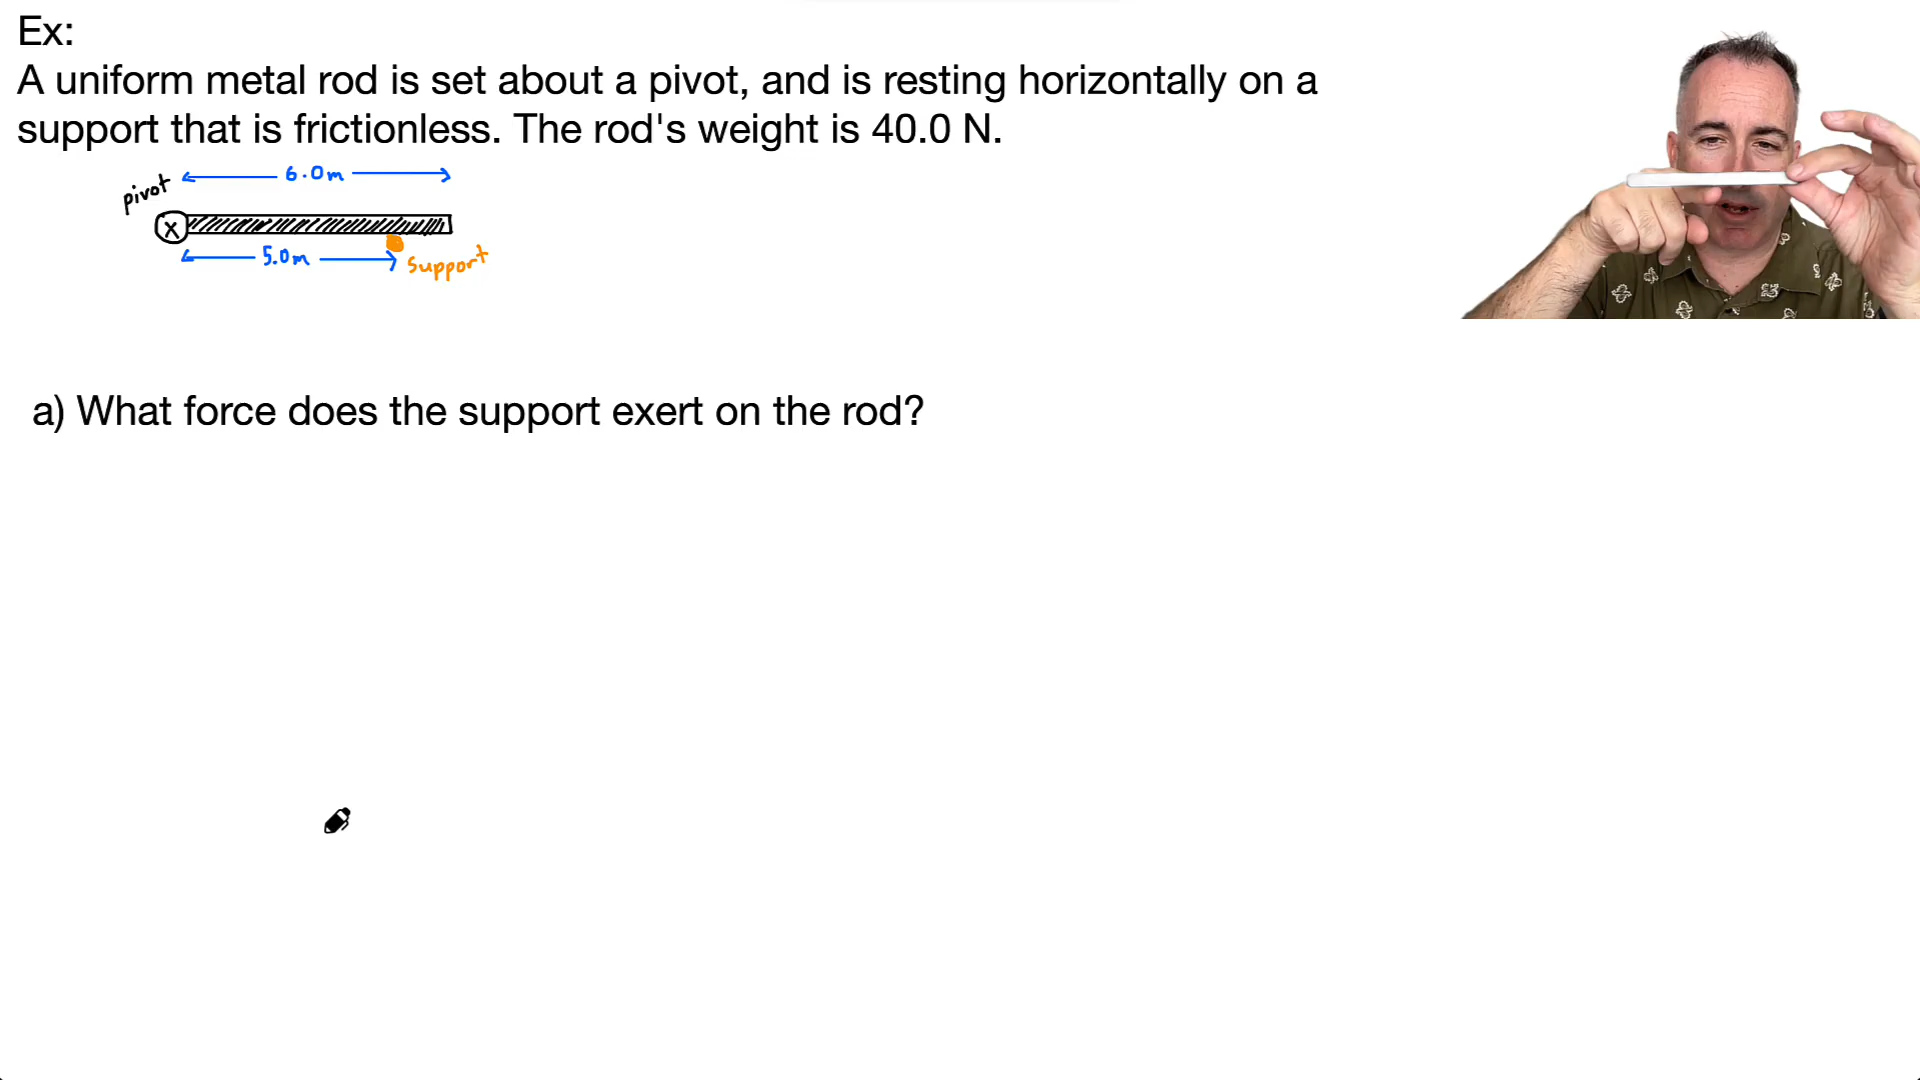 Ex:
A uniform metal rod is set about a pivot, and is resting horizontally on a
support that is frictionless. The rod's weight is 40.0 N.
6.0m
pivot
X
5.0m
support
a) What force does the support exert on the rod?